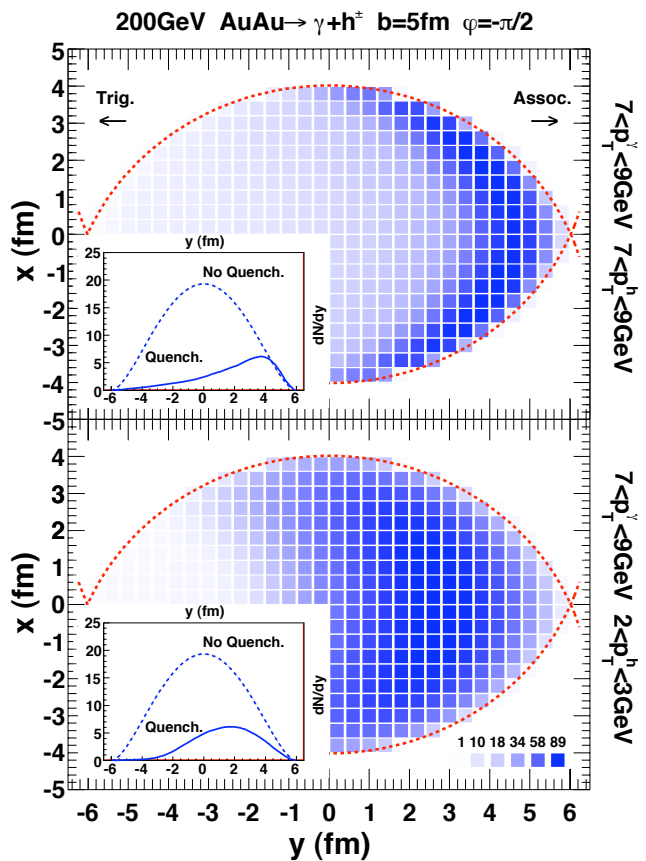 200GeV AuAu→ γ+h± b=5fm φ=-π/2
5
4
3
2
1
0
-1
-2
-3
-4
-5
x (fm)
Trig.
←
Assoc.
→
7<p_T^γ<9GeV 7<p_T^h<9GeV
y (fm)
25
20
15
10
5
0
No Quench.
Quench.
-6 -4 -2 0 2 4 6
dN/dy
4
3
2
1
0
-1
-2
-3
-4
-5
x (fm)
7<p_T^γ<9GeV 2<p_T^h<3GeV
y (fm)
25
20
15
10
5
0
No Quench.
Quench.
-6 -4 -2 0 2 4 6
dN/dy
1 10 18 34 58 89
-6 -5 -4 -3 -2 -1 0 1 2 3 4 5 6
y (fm)